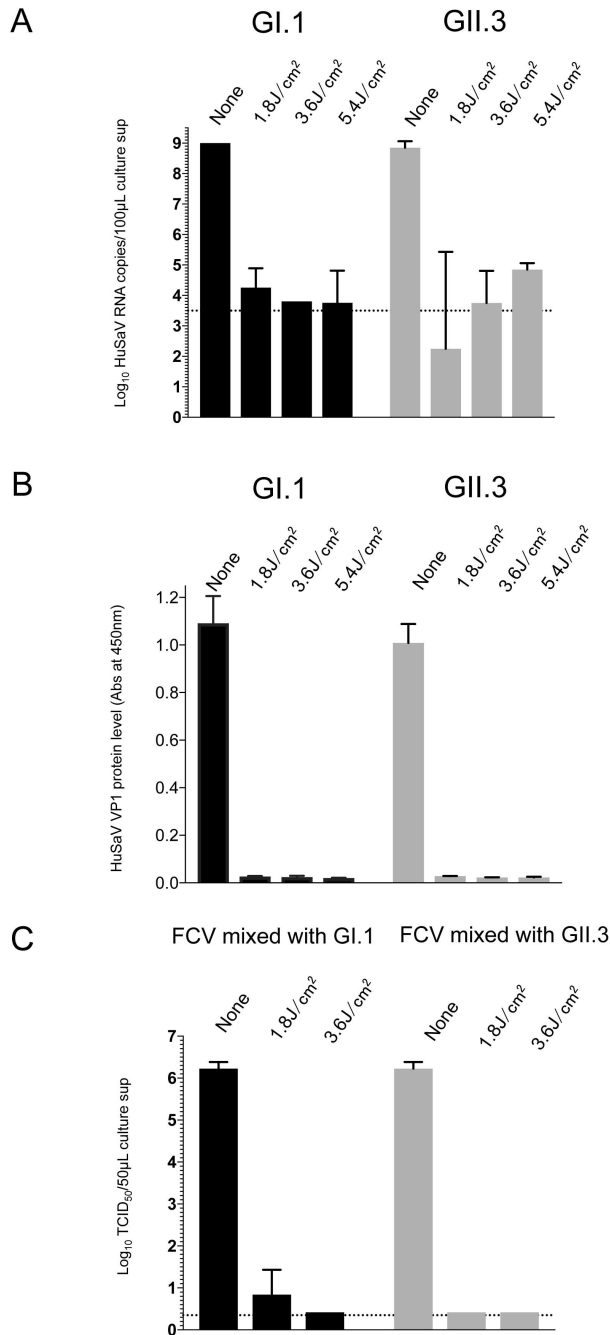 A
GI.1 GII.3
None 1.8J/cm² 3.6J/cm² 5.4J/cm² None 1.8J/cm² 3.6J/cm² 5.4J/cm²
Log₁₀ HuSaV RNA copies/100µL culture sup
9
8
7
6
5
4
3
2
1
0
B
GI.1 GII.3
None 1.8J/cm² 3.6J/cm² 5.4J/cm² None 1.8J/cm² 3.6J/cm² 5.4J/cm²
HuSaV VP1 protein level (Abs at 450nm)
1.2
1.0
0.8
0.6
0.4
0.2
0.0
C
FCV mixed with GI.1 FCV mixed with GII.3
None 1.8J/cm² 3.6J/cm² None 1.8J/cm² 3.6J/cm²
Log₁₀ TCID₅₀/50µL culture sup
7
6
5
4
3
2
1
0